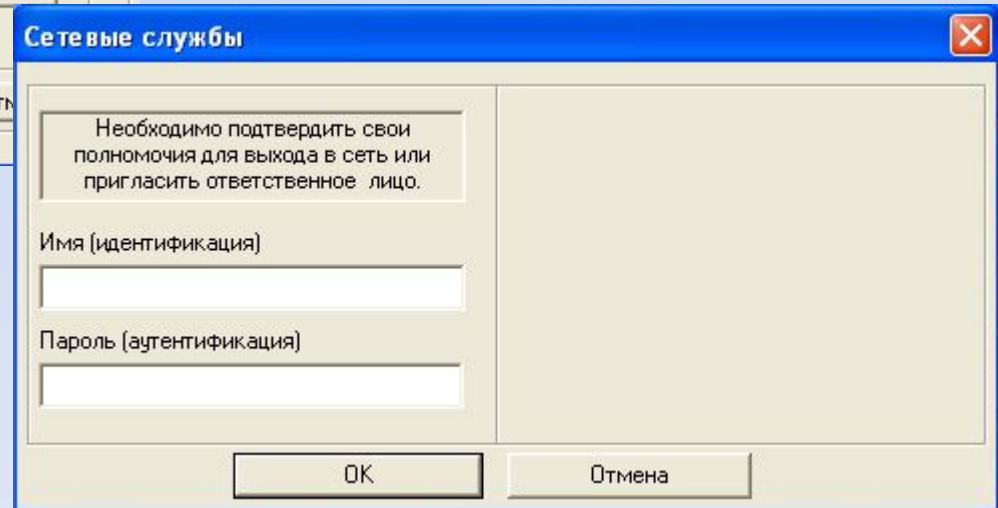 Сетевые службы
Необходимо подтвердить свои
полномочия для выхода в сеть или
пригласить ответственное лицо.
Имя (идентификация)
Пароль (аутентификация)
OK
Отмена